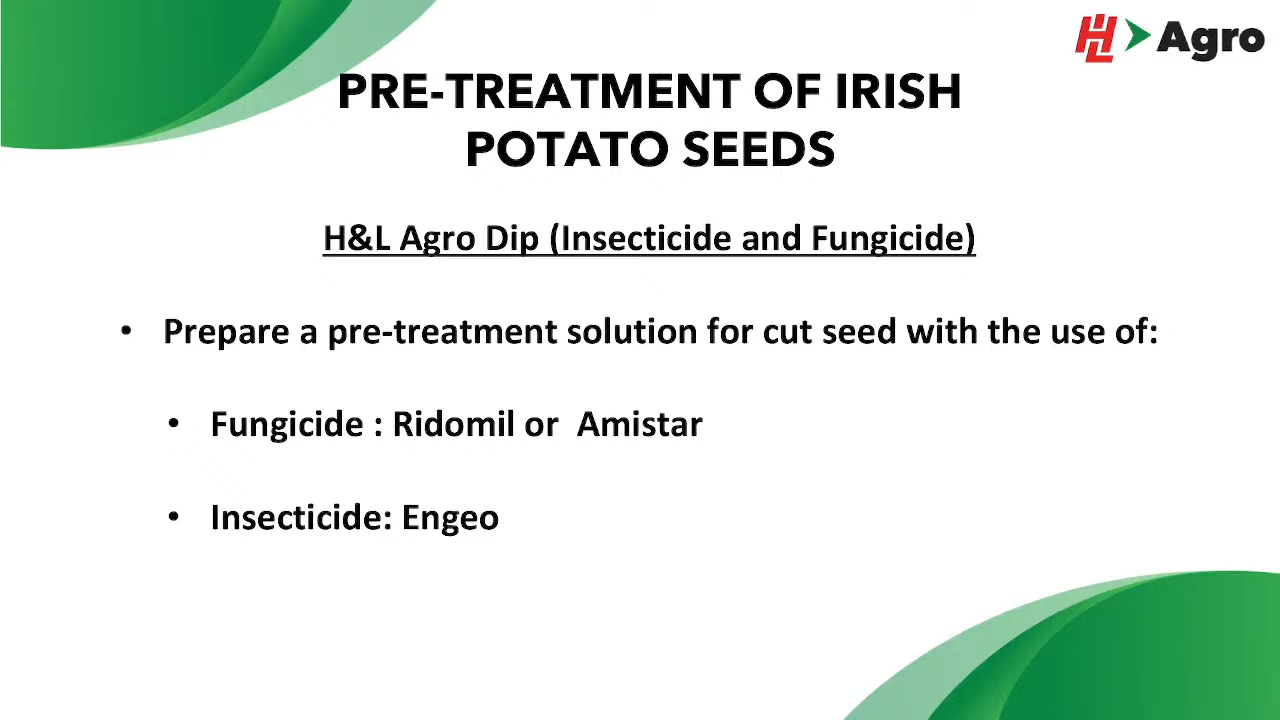 HL Agro
PRE-TREATMENT OF IRISH
POTATO SEEDS
H&L Agro Dip (Insecticide and Fungicide)
• Prepare a pre-treatment solution for cut seed with the use of:
• Fungicide : Ridomil or  Amistar
• Insecticide: Engeo